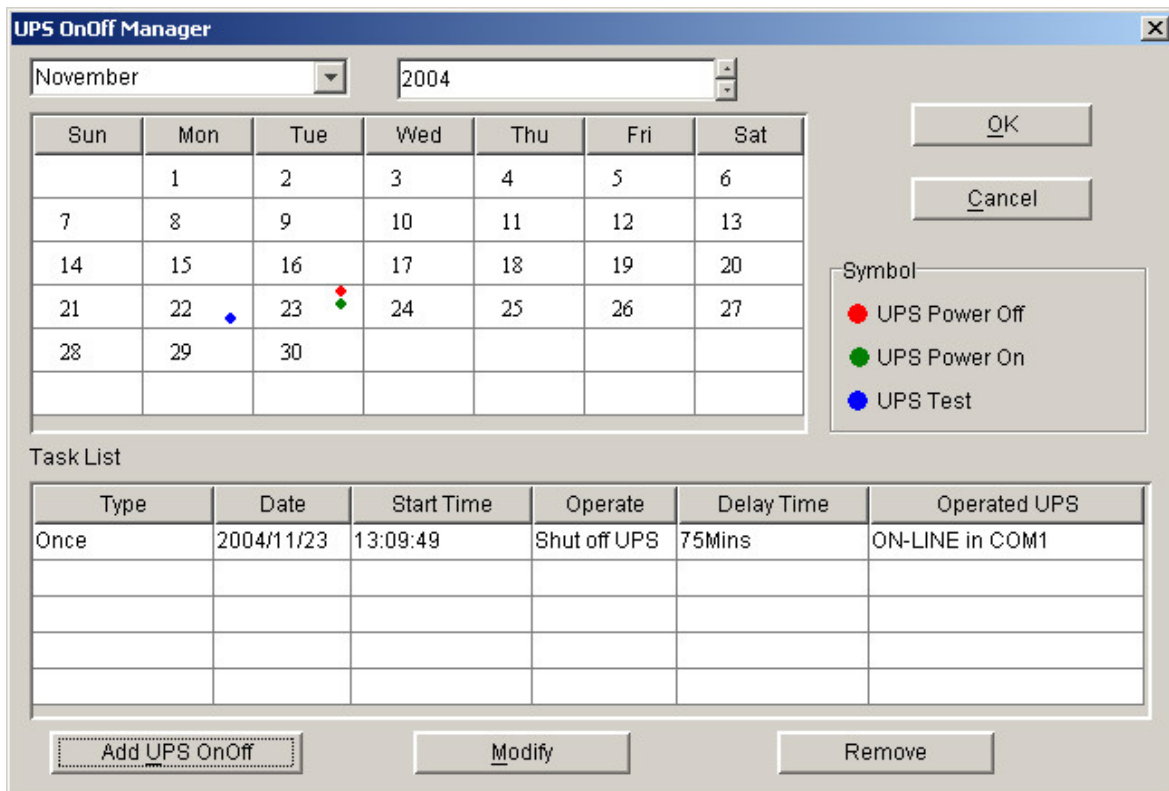 UPS OnOff Manager
November 2004
Sun Mon Tue Wed Thu Fri Sat
1 2 3 4 5 6
7 8 9 10 11 12 13
14 15 16 17 18 19 20
21 22 23 24 25 26 27
28 29 30
OK
Cancel
Symbol
UPS Power Off
UPS Power On
UPS Test
Task List
Type Date Start Time Operate Delay Time Operated UPS
Once 2004/11/23 13:09:49 Shut off UPS 75Mins ON-LINE in COM1
Add UPS OnOff Modify Remove